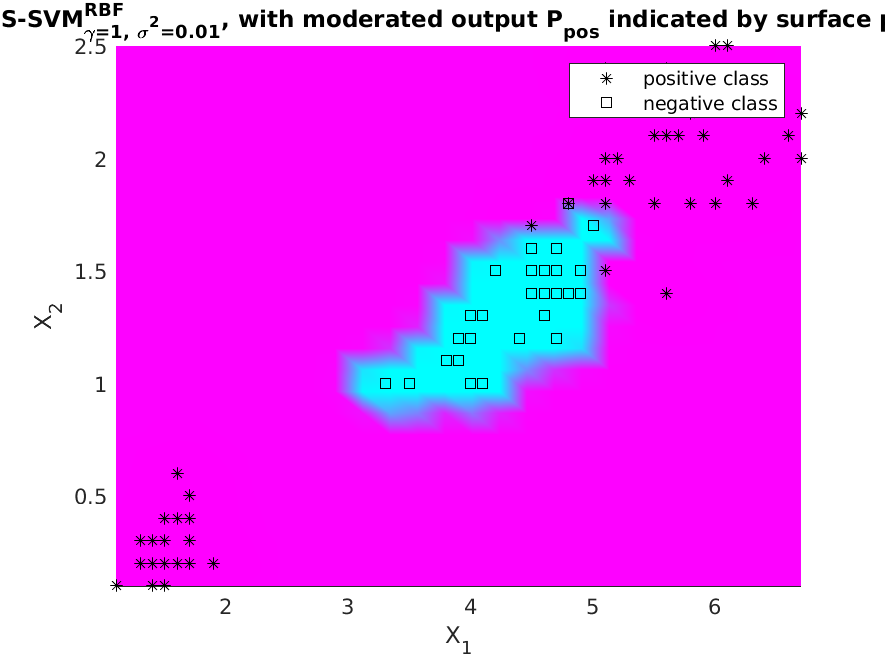 S-SVM^RBF_γ=1, σ²=0.01, with moderated output P_pos indicated by surface p
positive class
negative class
2.5
2
1.5
1
0.5
X_2
2 3 4 5 6
X_1